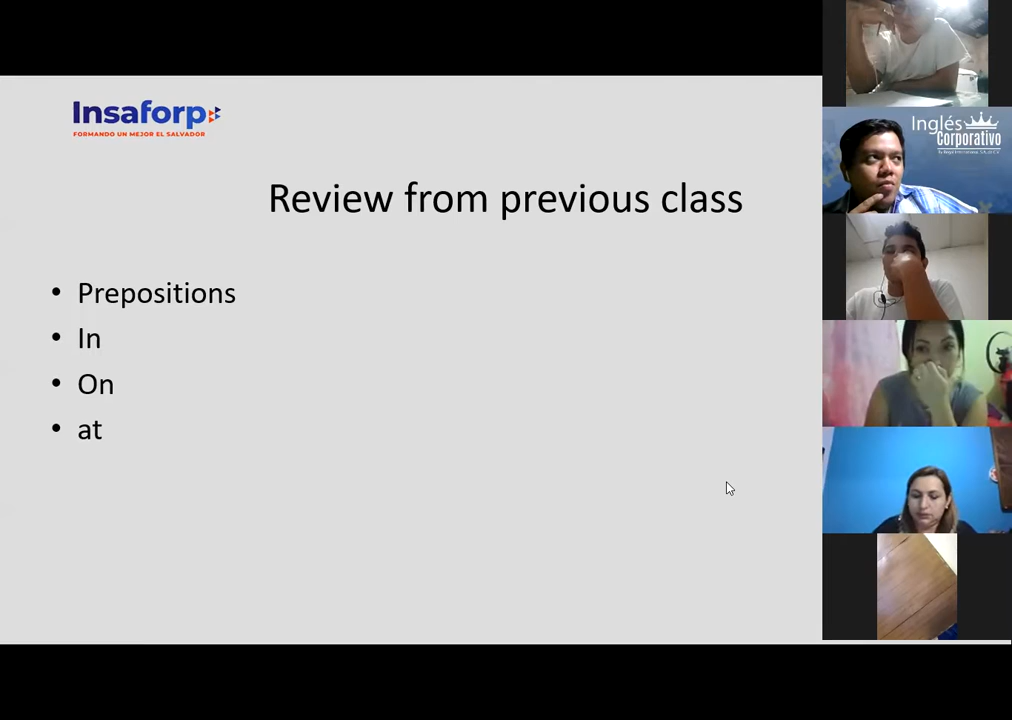 Insaforp
FORMANDO UN MEJOR EL SALVADOR
Review from previous class
• Prepositions
• In
• On
• at
Inglés
Corporativo